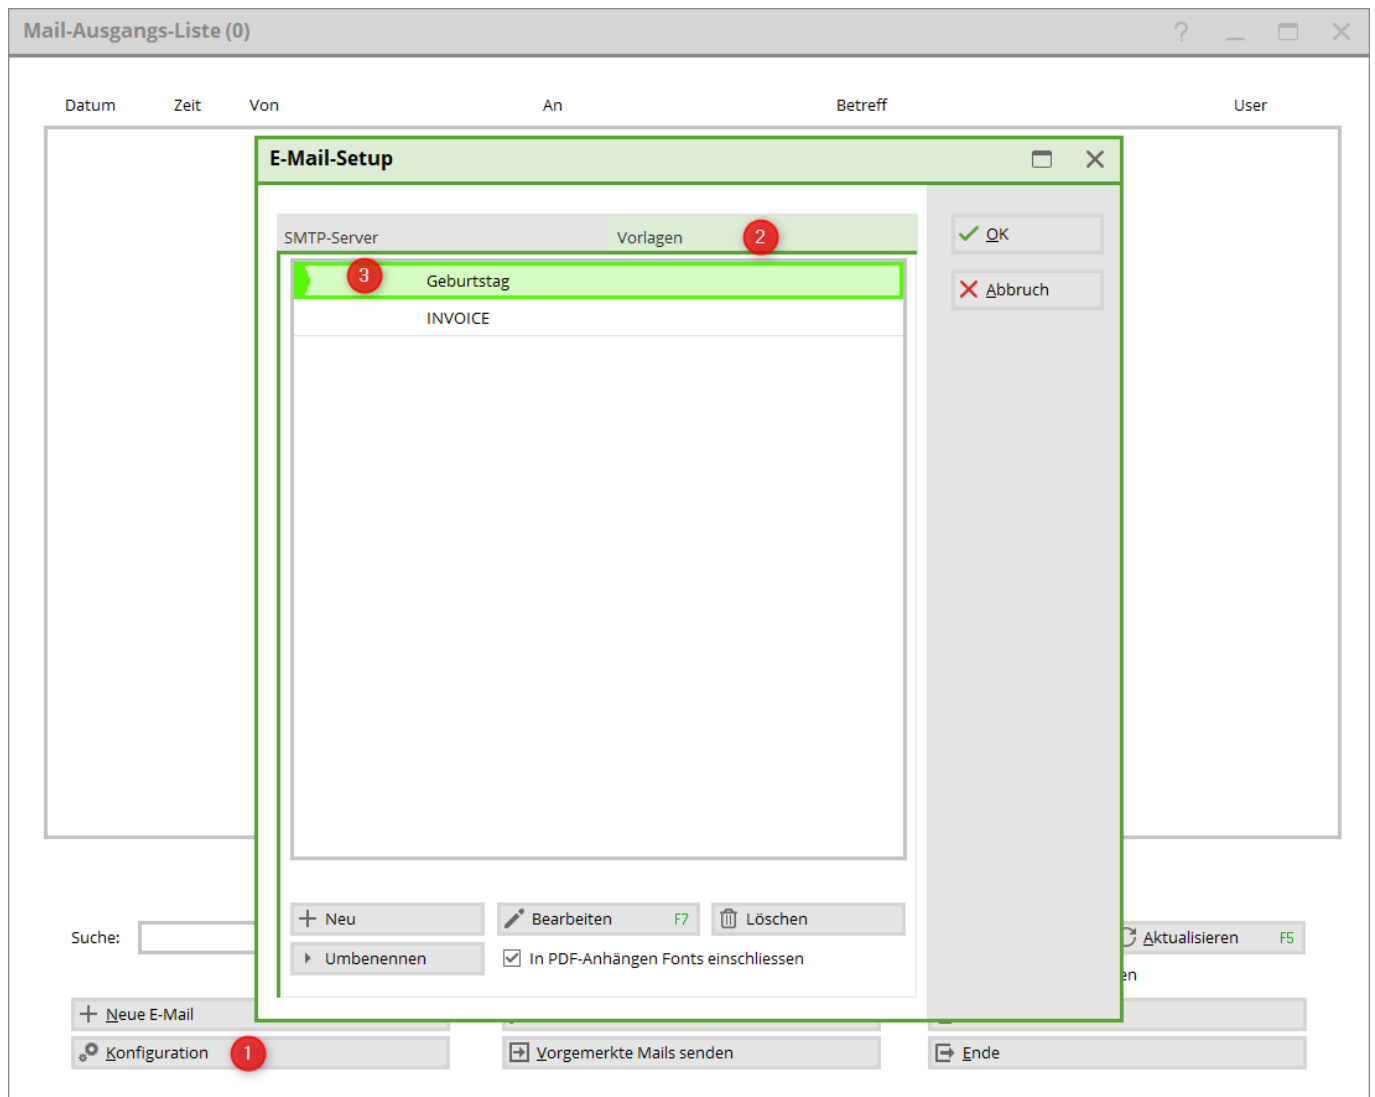 Mail-Ausgangs-Liste (0)
?
Datum Zeit Von An Betreff User
E-Mail-Setup
SMTP-Server Vorlagen 2
OK
3 Geburtstag
Abbruch
INVOICE
Neu Bearbeiten F7 Löschen
Suche: Aktualisieren F5
Umbenennen In PDF-Anhängen Fonts einschliessen
en
Neue E-Mail
Konfiguration 1 Vorgemerkte Mails senden Ende